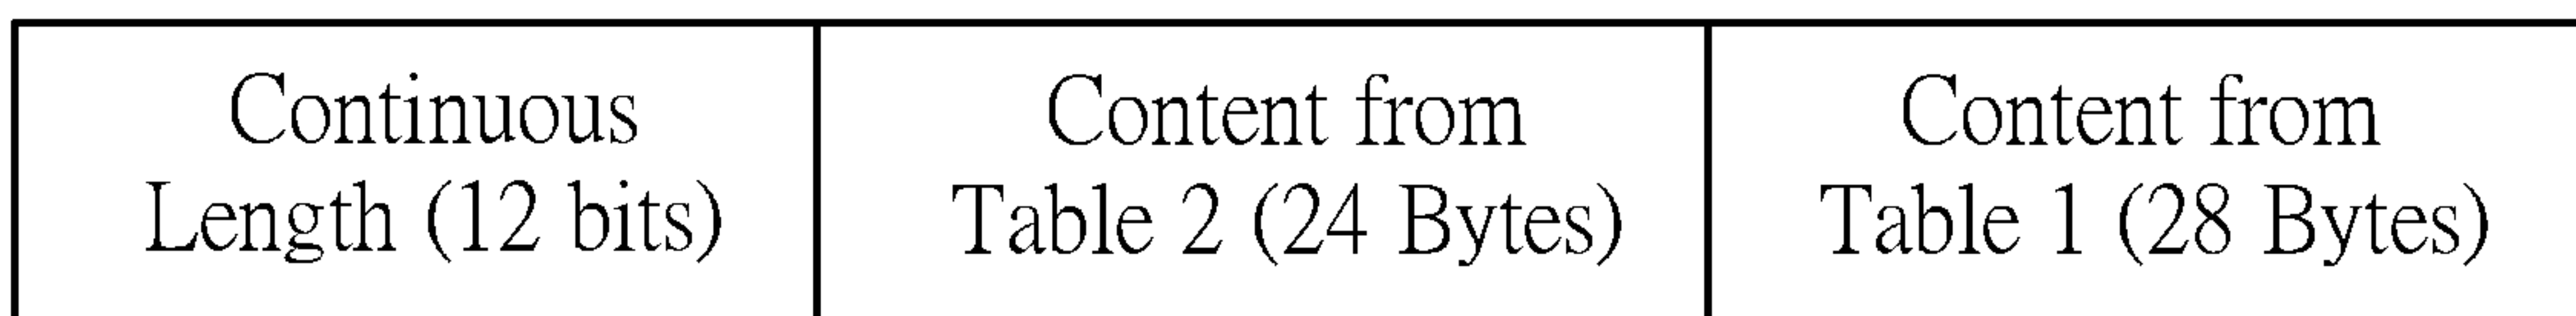 Continuous
Length (12 bits)
Content from
Table 2 (24 Bytes)
Content from
Table 1 (28 Bytes)